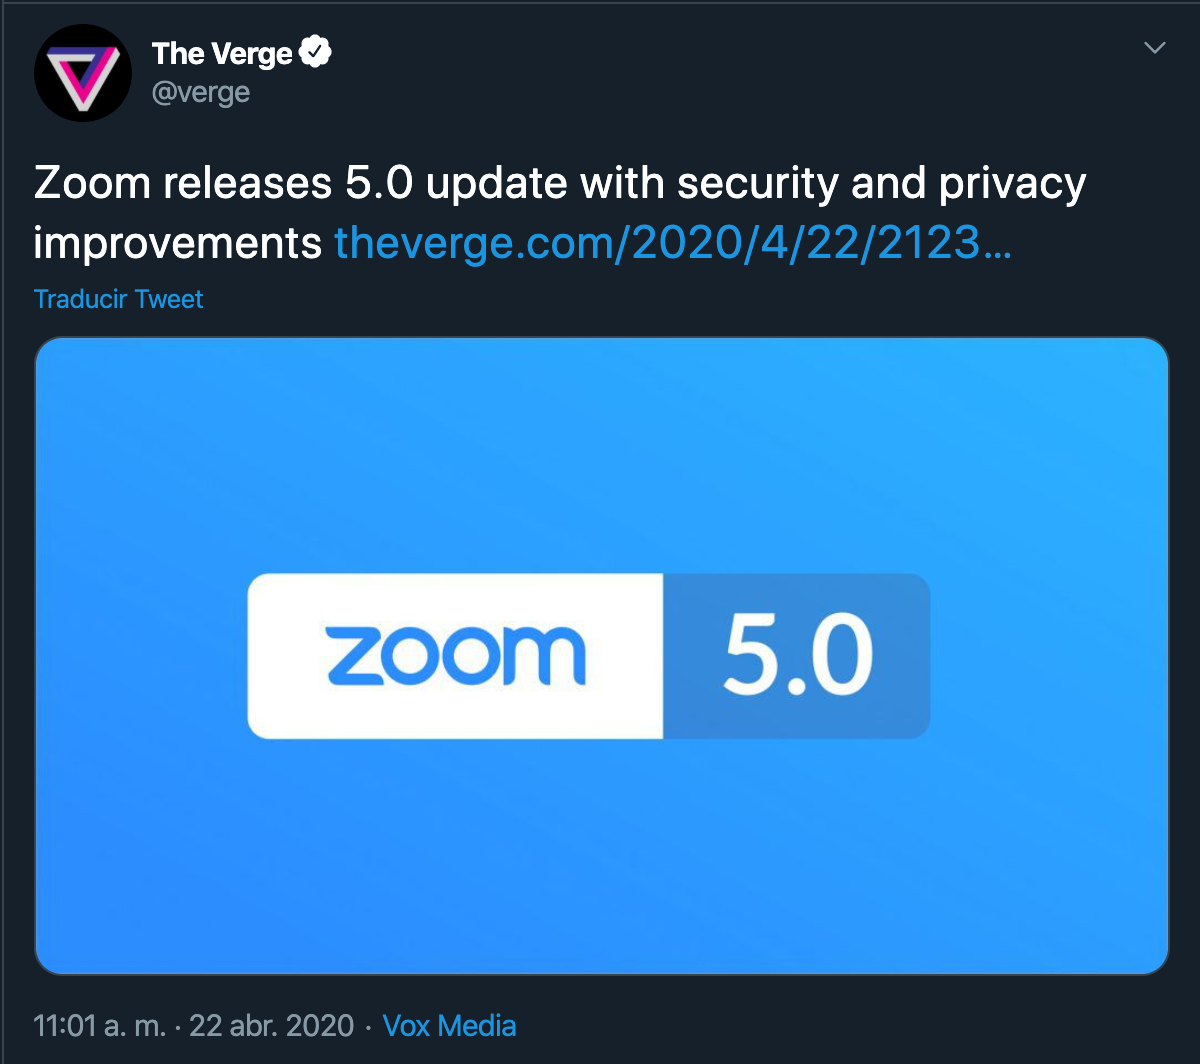 The Verge
@verge
Zoom releases 5.0 update with security and privacy
improvements theverge.com/2020/4/22/2123...
Traducir Tweet
zoom 5.0
11:01 a. m. · 22 abr. 2020 · Vox Media